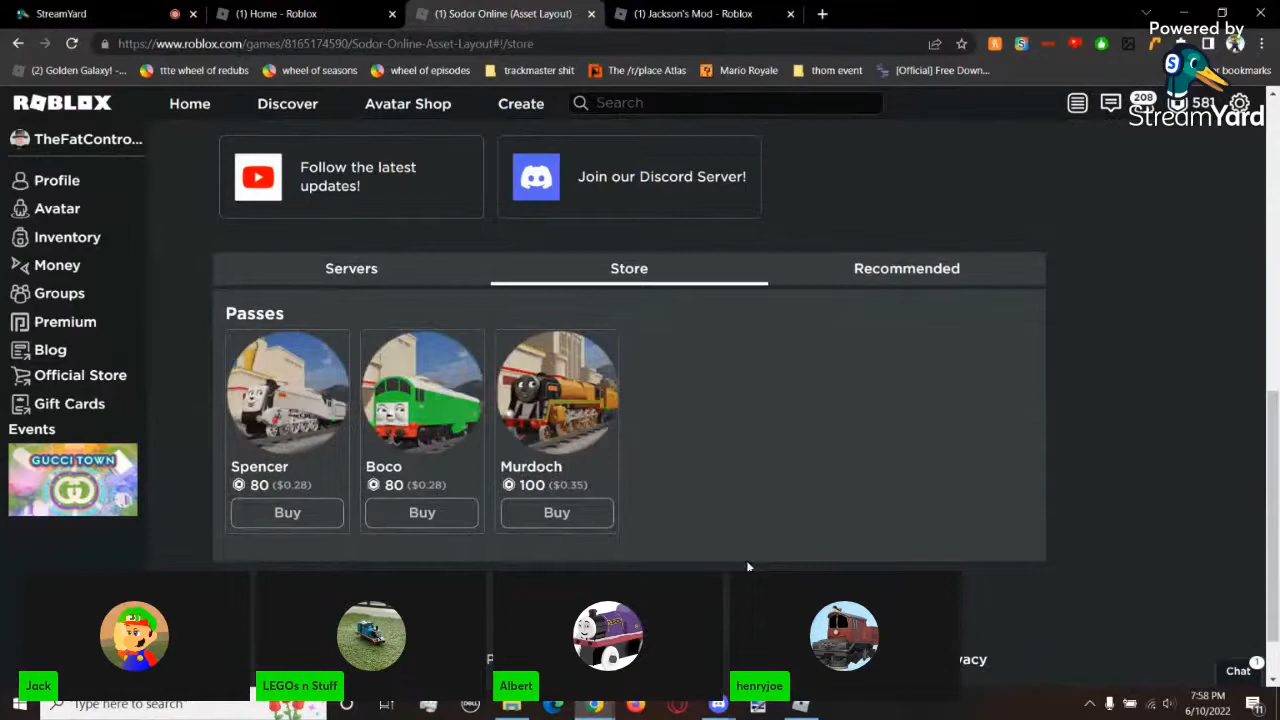 StreamYard
(1) Home - Roblox
(1) Sodor Online (Asset Layout) -
(1) Jackson's Mod - Roblox
Powered by
https://www.roblox.com/games/8165174590/Sodor-Online-Asset-Layout#!/store
(2) Golden Galaxy! -...
ttte wheel of redubs
wheel of seasons
wheel of episodes
trackmaster shit
The /r/place Atlas
Mario Royale
thom event
[Official] Free Down...
bookmarks
ROBLOX
Home
Discover
Avatar Shop
Create
Search
208
581
StreamYard
TheFatContro...
Profile
Avatar
Inventory
Money
Groups
Premium
Blog
Official Store
Gift Cards
Events
GUCCI TOWN
Follow the latest
updates!
Join our Discord Server!
Servers
Store
Recommended
Passes
Spencer
80 ($0.28)
Buy
Boco
80 ($0.28)
Buy
Murdoch
100 ($0.35)
Buy
Jack
LEGOs n Stuff
Albert
henryjoe
Chat
1
Type here to search
7:58 PM
6/10/2022
11